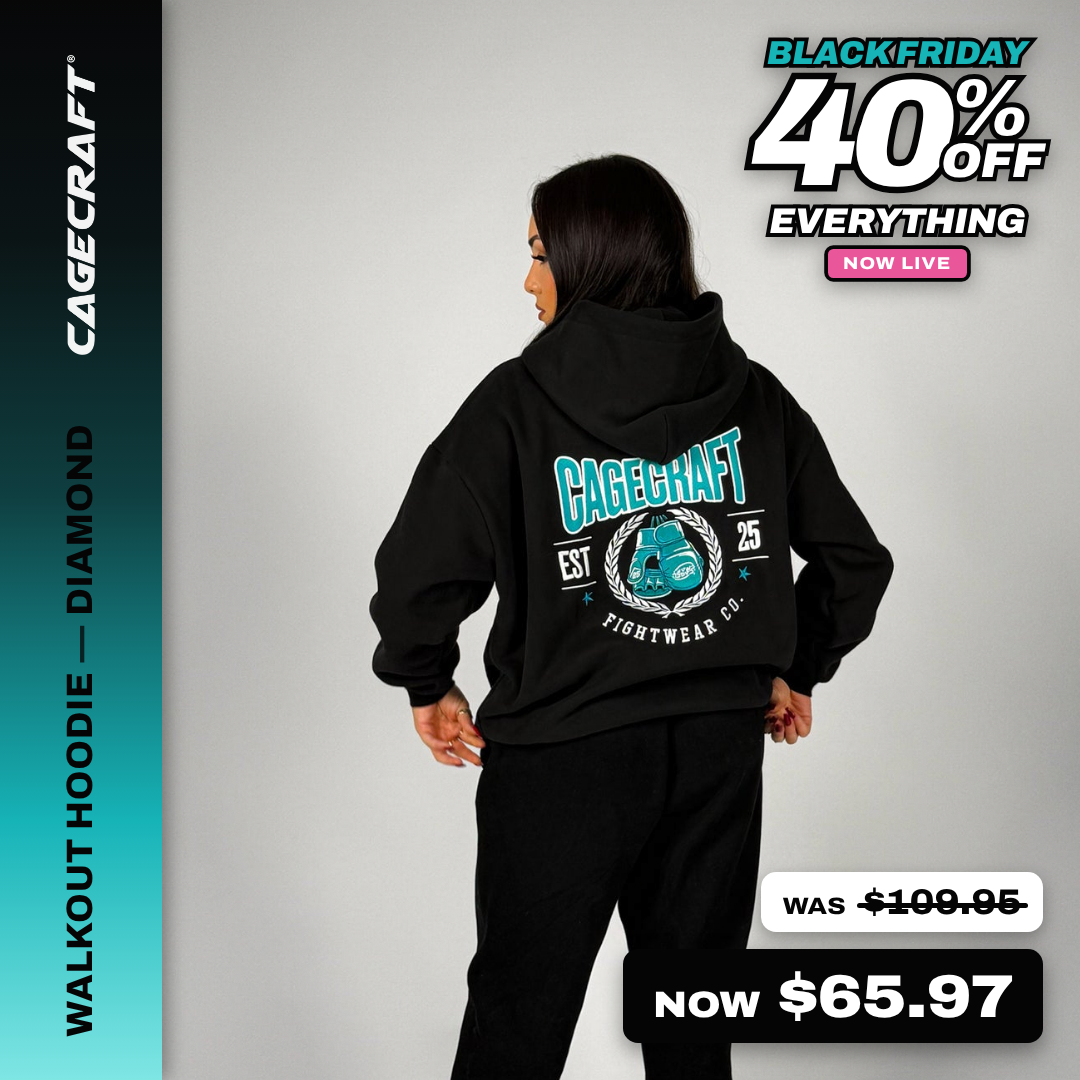 CAGECRAFT®
WALKOUT HOODIE — DIAMOND
BLACK FRIDAY
40% OFF
EVERYTHING
NOW LIVE
CAGECRAFT
EST 25
FIGHTWEAR CO.
WAS $109.95
NOW $65.97